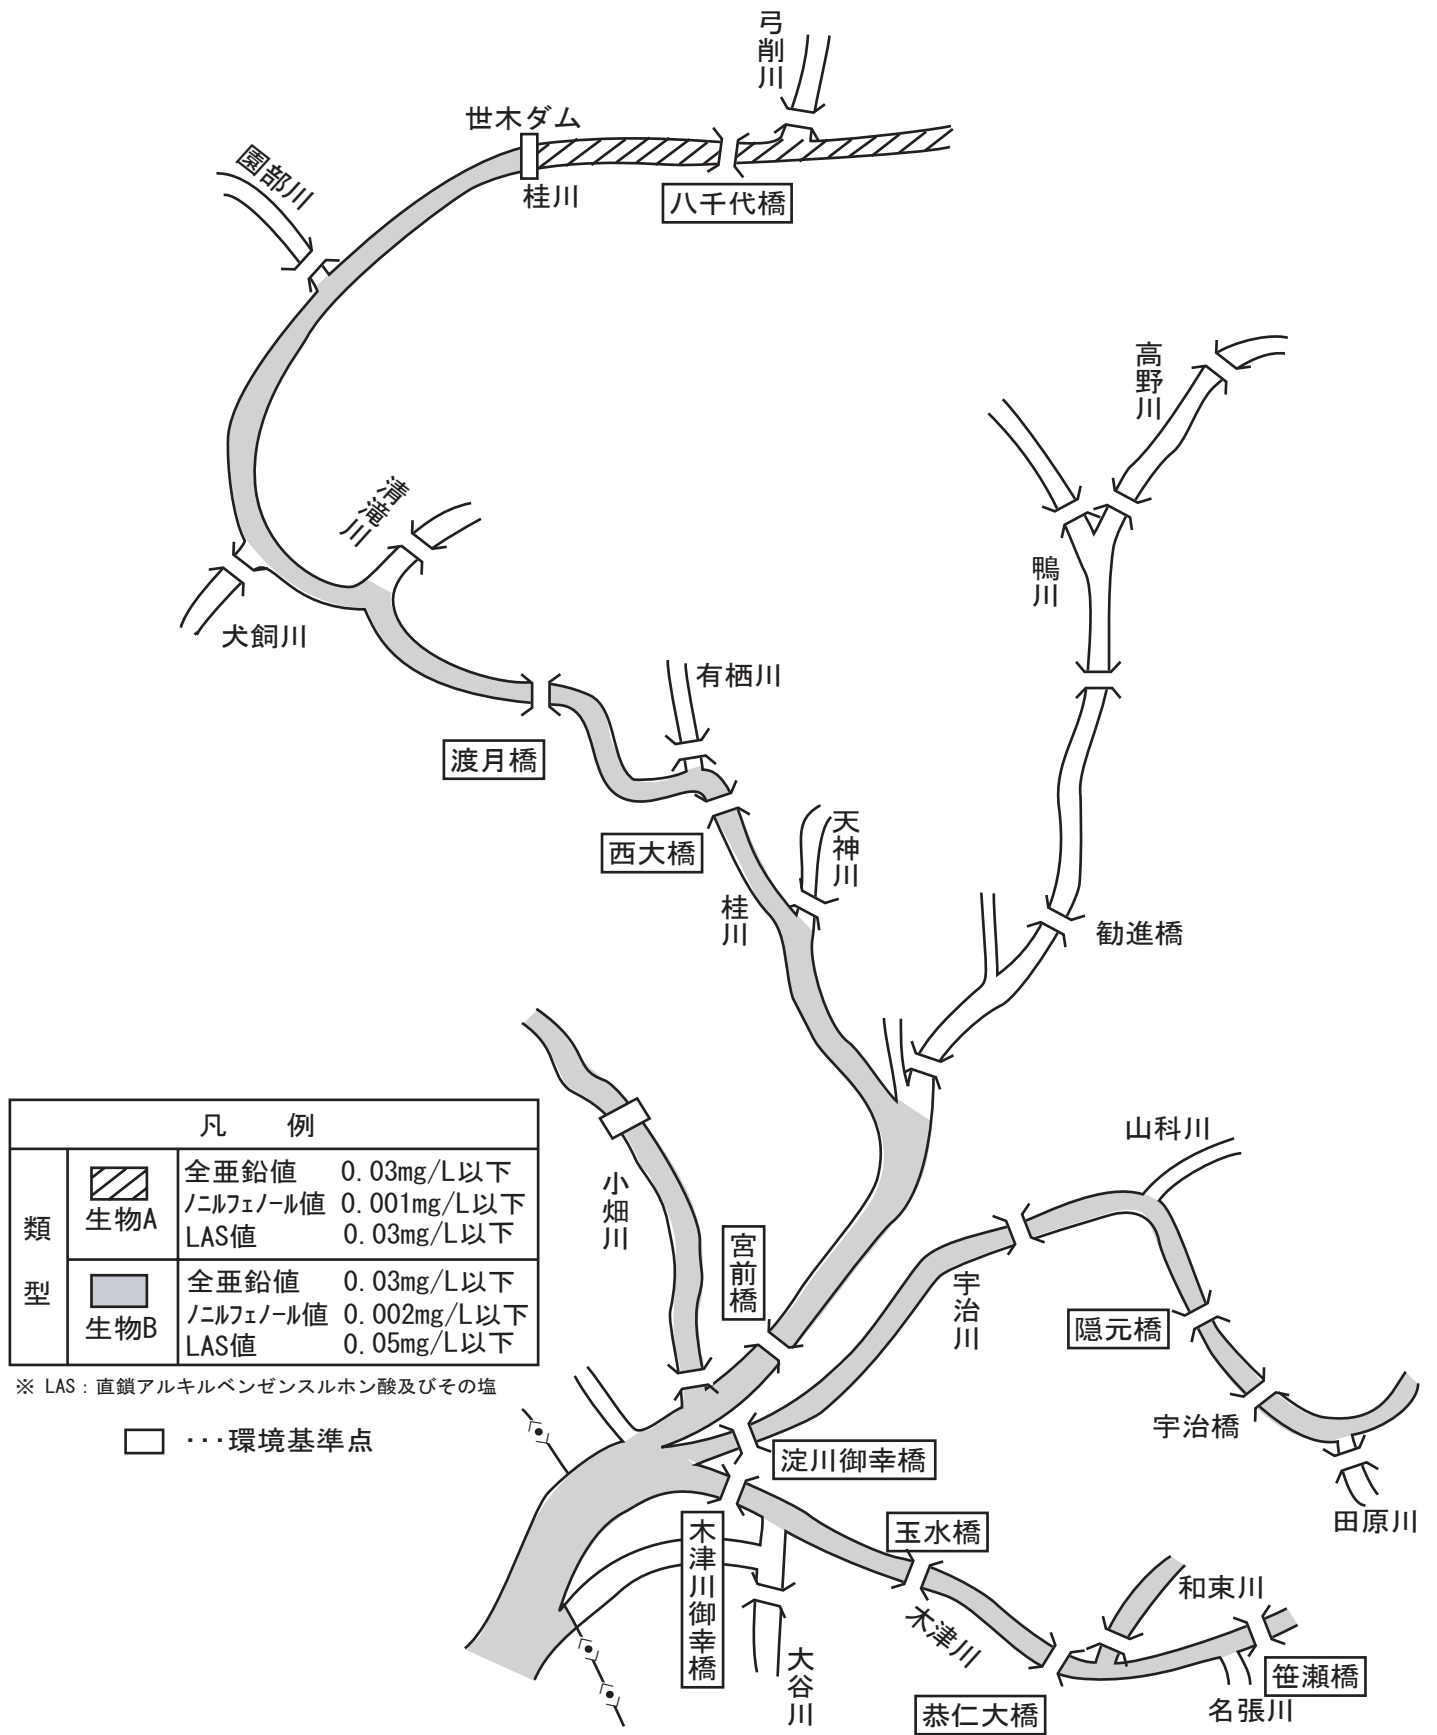 弓削川
世木ダム
園部川
桂川
八千代橋
高野川
清滝川
鴨川
犬飼川
有栖川
渡月橋
天神川
西大橋
桂川
勧進橋
凡　例
類型
生物A
全亜鉛値 0.03mg/L以下
ﾉﾆﾙﾌｪﾉｰﾙ値 0.001mg/L以下
LAS値 0.03mg/L以下
生物B
全亜鉛値 0.03mg/L以下
ﾉﾆﾙﾌｪﾉｰﾙ値 0.002mg/L以下
LAS値 0.05mg/L以下
※ LAS：直鎖アルキルベンゼンスルホン酸及びその塩
･･･環境基準点
小畑川
宮前橋
山科川
宇治川
隠元橋
宇治橋
淀川御幸橋
田原川
木津川御幸橋
玉水橋
和束川
木津川
大谷川
笹瀬橋
名張川
恭仁大橋